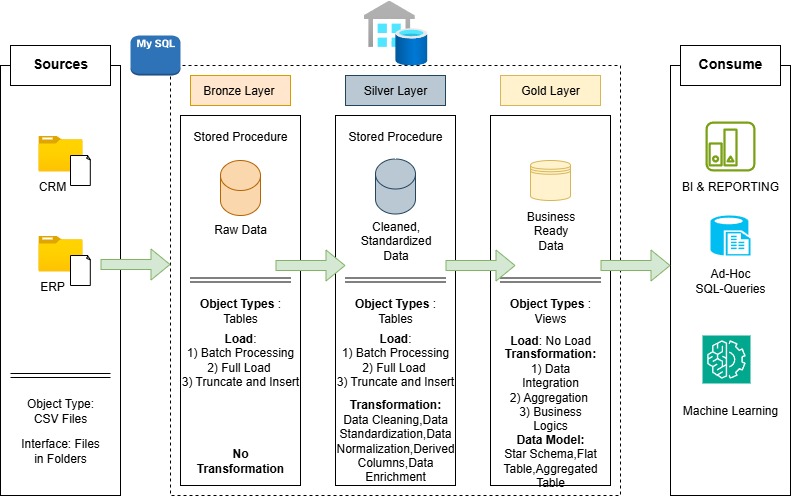 Sources
CRM
ERP
Object Type:
CSV Files
Interface: Files
in Folders
My SQL
Bronze Layer
Stored Procedure
Raw Data
Object Types :
Tables
Load:
1) Batch Processing
2) Full Load
3) Truncate and Insert
No
Transformation
Silver Layer
Stored Procedure
Cleaned,
Standardized
Data
Object Types :
Tables
Load:
1) Batch Processing
2) Full Load
3) Truncate and Insert
Transformation:
Data Cleaning,Data
Standardization,Data
Normalization,Derived
Columns,Data
Enrichment
Gold Layer
Business
Ready
Data
Object Types :
Views
Load: No Load
Transformation:
1) Data
Integration
2) Aggregation
3) Business
Logics
Data Model:
Star Schema,Flat
Table,Aggregated
Table
Consume
BI & REPORTING
Ad-Hoc
SQL-Queries
Machine Learning